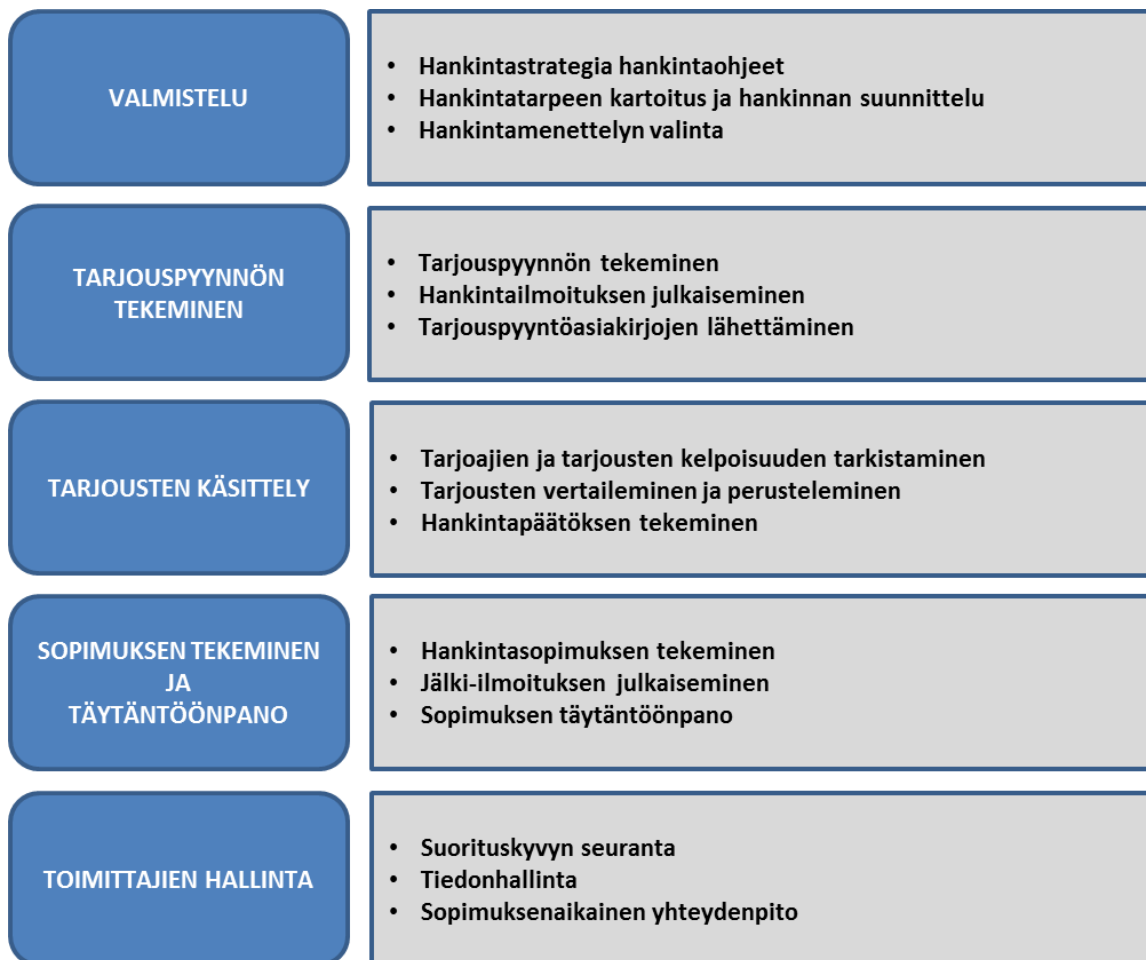 VALMISTELU
• Hankintastrategia hankintaohjeet
• Hankintatarpeen kartoitus ja hankinnan suunnittelu
• Hankintamenettelyn valinta
TARJOUSPYYNNÖN
TEKEMINEN
• Tarjouspyynnön tekeminen
• Hankintailmoituksen julkaiseminen
• Tarjouspyyntöasiakirjojen lähettäminen
TARJOUSTEN KÄSITTELY
• Tarjoajien ja tarjousten kelpoisuuden tarkistaminen
• Tarjousten vertaileminen ja perusteleminen
• Hankintapäätöksen tekeminen
SOPIMUKSEN TEKEMINEN
JA
TÄYTÄNTÖÖNPANO
• Hankintasopimuksen tekeminen
• Jälki-ilmoituksen julkaiseminen
• Sopimuksen täytäntöönpano
TOIMITTAJIEN HALLINTA
• Suorituskyvyn seuranta
• Tiedonhallinta
• Sopimuksenaikainen yhteydenpito